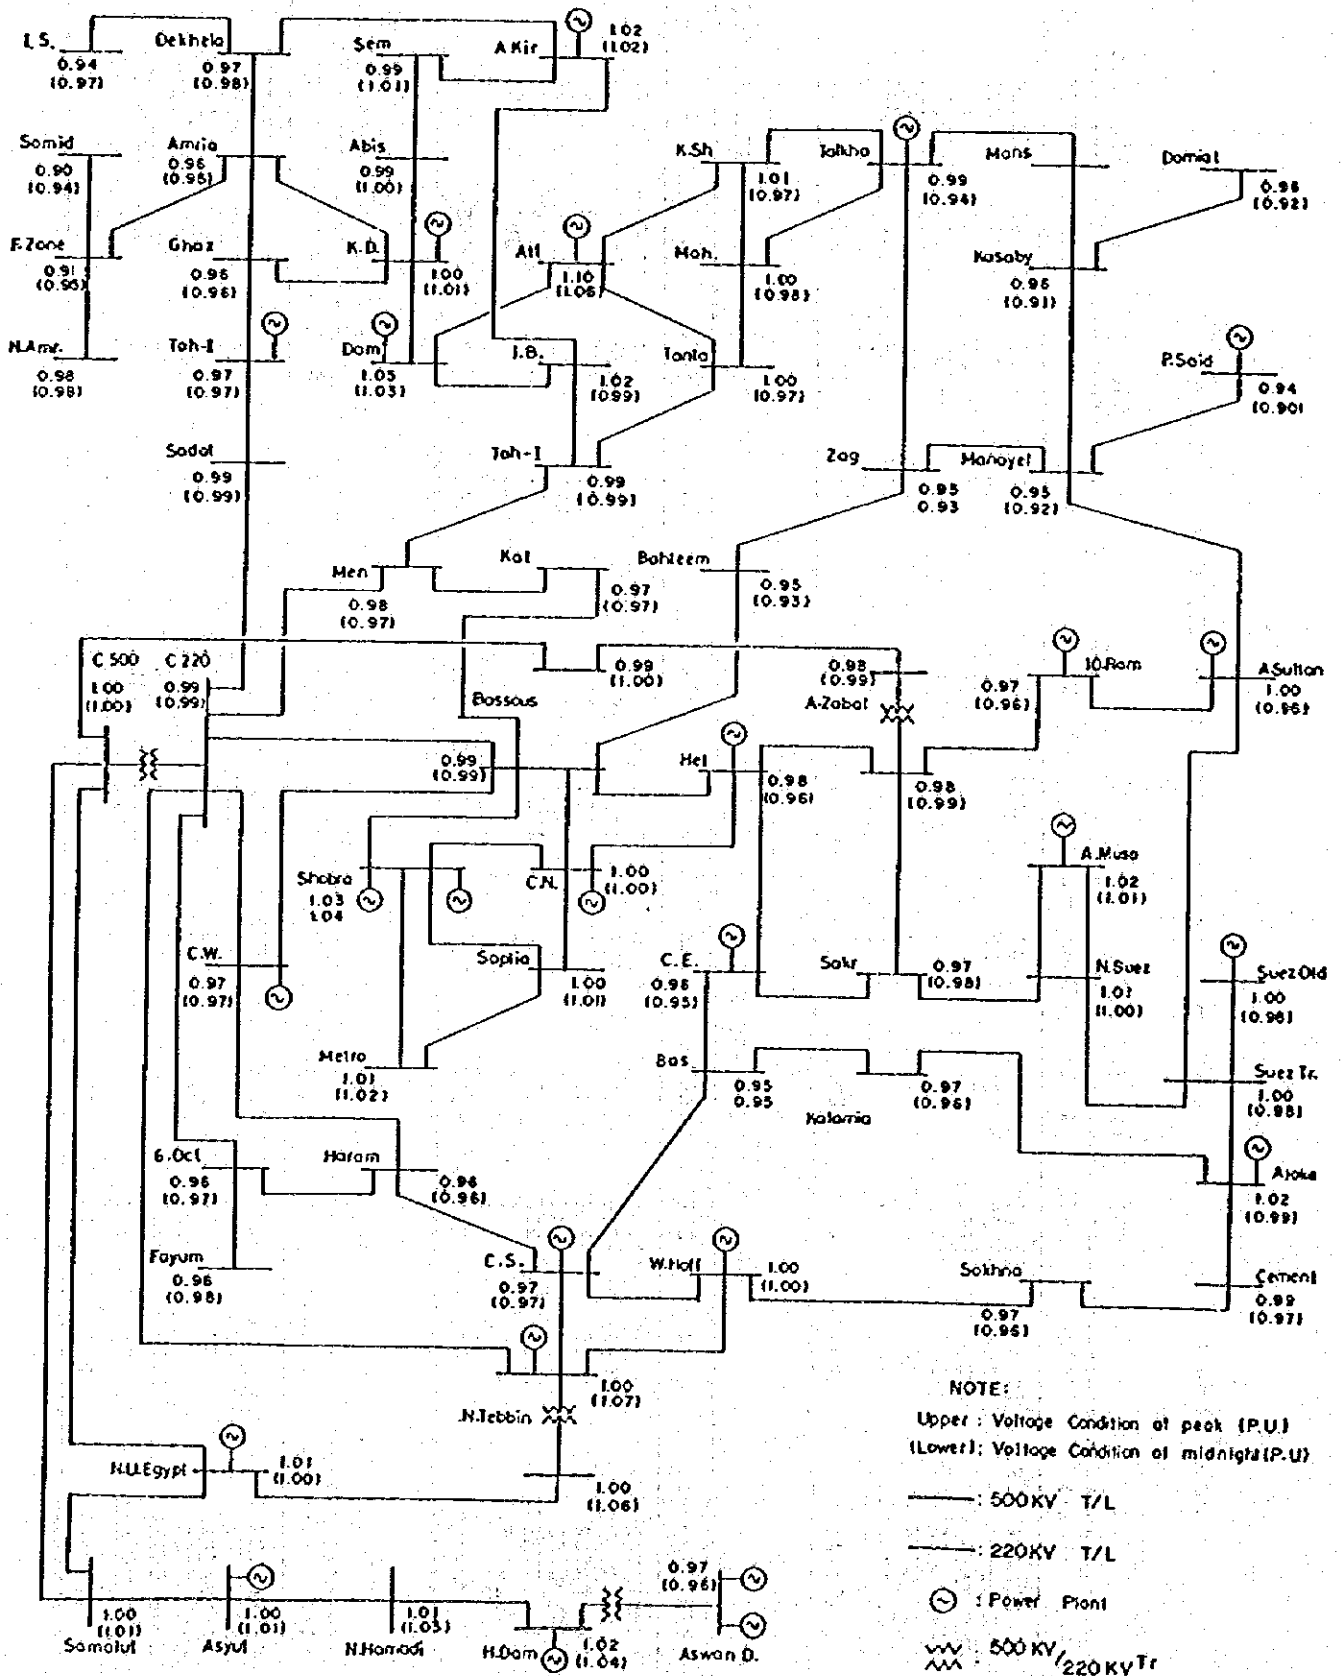 I.S.
0.94
(0.97)
Dekhela
0.97
(0.98)
Sem
0.99
(1.01)
A.Kir
1.02
(1.02)
Somid
0.90
(0.94)
Amria
0.96
(0.95)
Abis
0.99
(1.00)
K.Sh
1.01
(0.97)
Talkha
0.99
(0.94)
Mans
Domiat
0.96
(0.92)
F.Zone
0.91
(0.95)
Ghaz
0.96
(0.96)
K.D.
1.00
(1.01)
Atf
1.10
(1.06)
Mah.
1.00
(0.98)
Kasaby
0.96
(0.91)
N.Amr.
0.98
(0.98)
Tah-I
0.97
(0.97)
Dam
1.05
(1.03)
I.B.
1.02
(0.99)
Tanta
1.00
(0.97)
P.Said
0.94
(0.90)
Sadat
0.99
(0.99)
Tah-I
0.99
(0.99)
Zag
0.95
0.93
Manayel
0.95
(0.92)
Men
0.98
(0.97)
Kal
0.97
(0.97)
Bahteem
0.95
(0.93)
C 500
1.00
(1.00)
C 220
0.99
(0.99)
0.99
(1.00)
0.98
(0.99)
A-Zabal
10.Ram
0.97
(0.96)
A.Sultan
1.00
(0.96)
Bassous
0.99
(0.99)
Hel
0.98
(0.96)
0.98
(0.99)
Shobra
1.03
1.04
C.N.
1.00
(1.00)
A.Musa
1.02
(1.01)
C.W.
0.97
(0.97)
Sophia
1.00
(1.01)
C.E.
0.96
(0.95)
Sakr
0.97
(0.98)
N.Suez
1.01
(1.00)
Suez Old
1.00
(0.98)
Metro
1.01
(1.02)
Bas
0.95
0.95
Katamia
0.97
(0.96)
Suez Tr.
1.00
(0.98)
6.Oct
0.96
(0.97)
Haram
0.96
(0.96)
Ajoka
1.02
(0.99)
Fayum
0.96
(0.98)
C.S.
0.97
(0.97)
W.Hoff
1.00
(1.00)
Sokhna
0.97
(0.96)
Cement
0.99
(0.97)
1.00
(1.07)
N.Tebbin
N.U.Egypt
1.01
(1.00)
1.00
(1.06)
NOTE:
Upper : Voltage Condition at peak (P.U.)
(Lower): Voltage Condition at midnight(P.U)
: 500KV T/L
: 220KV T/L
: Power Plant
: 500KV/220KV Tr
1.00
(1.01)
Samalut
1.00
(1.01)
Asyut
1.01
(1.03)
N.Hamadi
H.Dam
1.02
(1.04)
0.97
(0.96)
Aswan D.